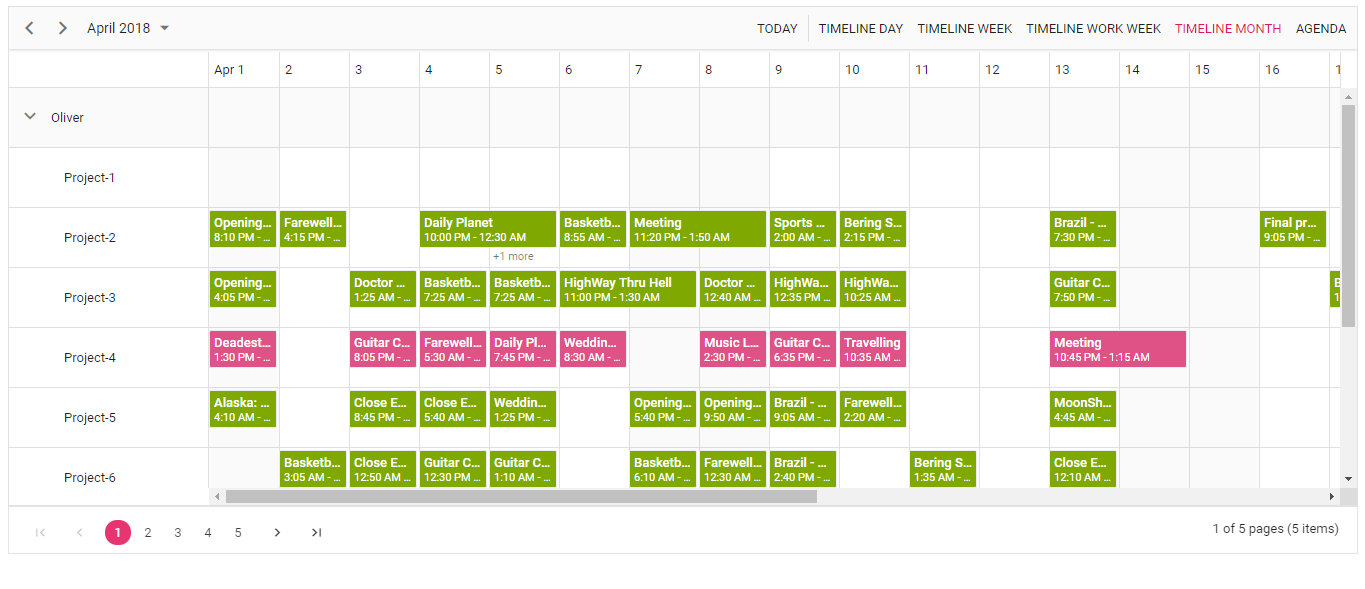 April 2018
TODAY TIMELINE DAY TIMELINE WEEK TIMELINE WORK WEEK TIMELINE MONTH AGENDA
Apr 1 2 3 4 5 6 7 8 9 10 11 12 13 14 15 16 1
Oliver
Project-1
Project-2
Opening... Farewell... Daily Planet Basketb... Meeting Sports ... Bering S... Brazil - ... Final pr...
8:10 PM - ... 4:15 PM - ... 10:00 PM - 12:30 AM 8:55 AM - ... 11:20 PM - 1:50 AM 2:00 AM - ... 2:15 PM - ... 7:30 PM - ... 9:05 PM - ...
+1 more
Project-3
Opening... Doctor ... Basketb... Basketb... HighWay Thru Hell Doctor ... HighWa... HighWa... Guitar C...
4:05 PM - ... 1:25 AM - ... 7:25 AM - ... 7:25 AM - ... 11:00 PM - 1:30 AM 12:40 AM ... 12:35 PM ... 10:25 AM ... 7:50 PM - ... 1
Project-4
Deadest... Guitar C... Farewell... Daily Pl... Weddin... Music L... Guitar C... Travelling Meeting
1:30 PM - ... 8:05 PM - ... 5:30 AM - ... 7:45 PM - ... 8:30 AM - ... 2:30 PM - ... 6:35 PM - ... 10:35 AM ... 10:45 PM - 1:15 AM
Project-5
Alaska: ... Close E... Close E... Weddin... Opening... Opening... Brazil - ... Farewell... MoonSh...
4:10 AM - ... 8:45 PM - ... 5:40 AM - ... 1:25 PM - ... 5:40 PM - ... 9:50 AM - ... 9:05 AM - ... 2:20 AM - ... 4:45 AM - ...
Project-6
Basketb... Close E... Guitar C... Guitar C... Basketb... Farewell... Brazil - ... Bering S... Close E...
3:05 AM - ... 12:50 AM ... 12:30 PM ... 1:10 AM - ... 6:10 AM - ... 12:30 AM ... 2:40 PM - ... 1:35 AM - ... 12:10 AM ...
1 2 3 4 5
1 of 5 pages (5 items)